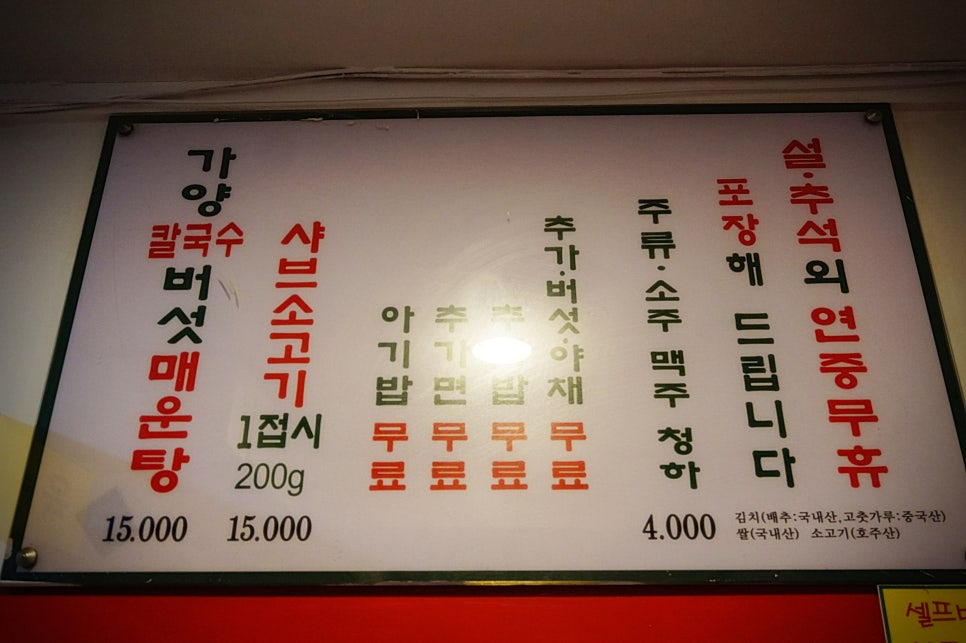 가양
칼국수
버섯
매운탕
15.000
샤브소고기
1접시
200g
15.000
아기밥
무료
추가면
무료
추 밥
무료
추가·버섯·야채
무료
주류·소주 맥주 청하
4.000
포장해 드립니다
설·추석외 연중무휴
김치(배추:국내산,고춧가루:중국산)
쌀(국내산) 소고기(호주산)
셀프